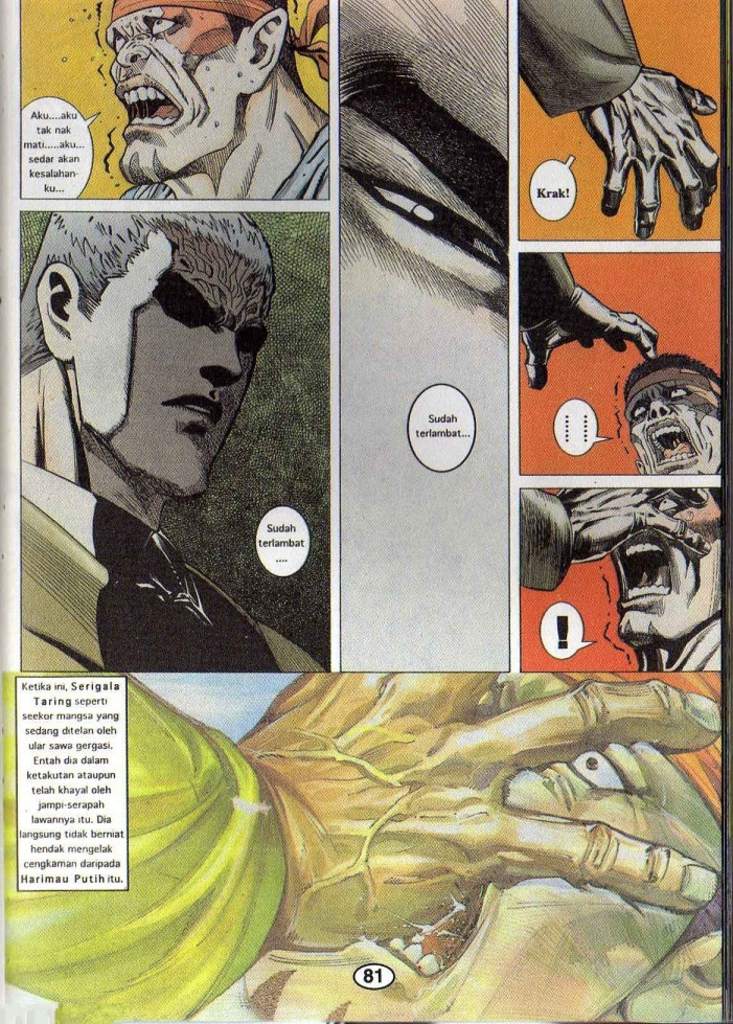 Aku....aku
tak nak
mati.....aku...
sedar akan
kesalahan-
ku...
Sudah
terlambat
....
Sudah
terlambat...
Krak!
......
......
!
Ketika ini, Serigala
Taring seperti
seekor mangsa yang
sedang ditelan oleh
ular sawa gergasi.
Entah dia dalam
ketakutan ataupun
telah khayal oleh
jampi-serapah
lawannya itu. Dia
langsung tidak berniat
hendak mengelak
cengkaman daripada
Harimau Putih itu.
81